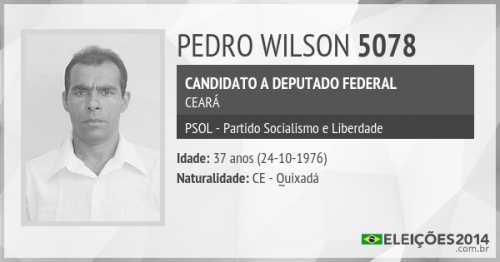 PEDRO WILSON 5078
CANDIDATO A DEPUTADO FEDERAL
CEARÁ
PSOL - Partido Socialismo e Liberdade
Idade: 37 anos (24-10-1976)
Naturalidade: CE - Quixadá
ELEIÇÕES2014
.com.br